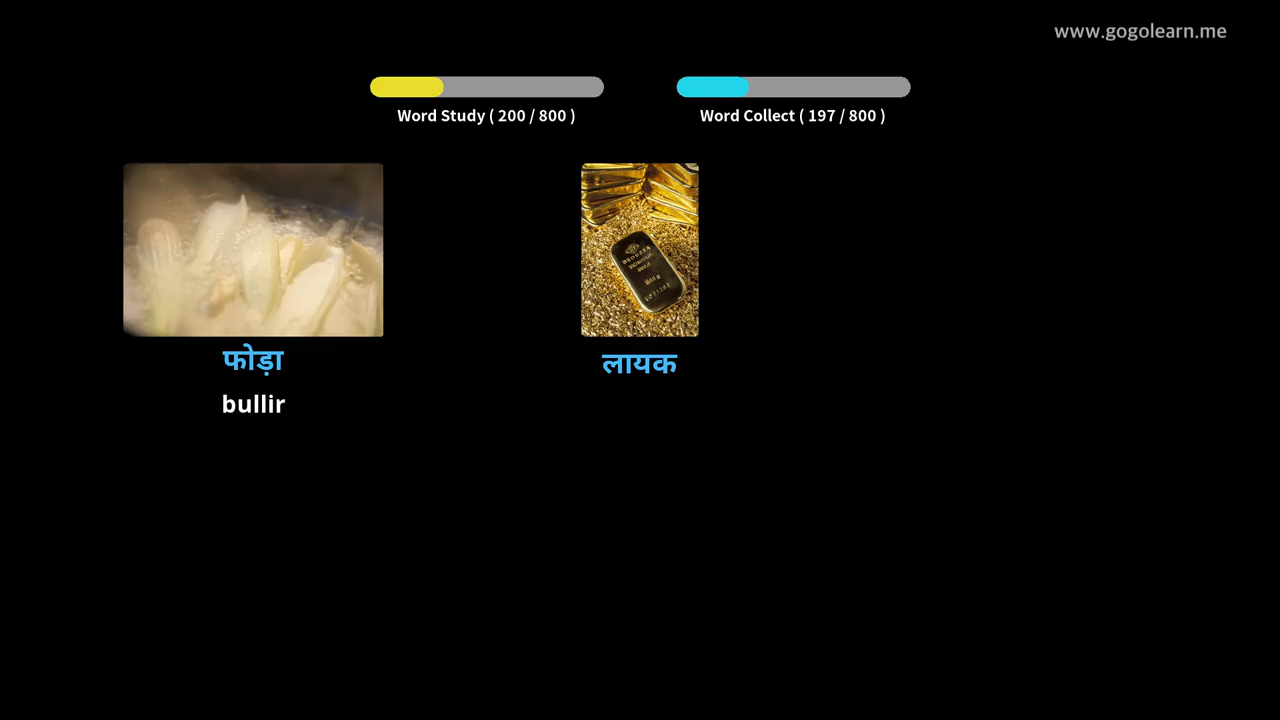 www.gogolearn.me
Word Study ( 200 / 800 )
Word Collect ( 197 / 800 )
फोड़ा
लायक
bullir